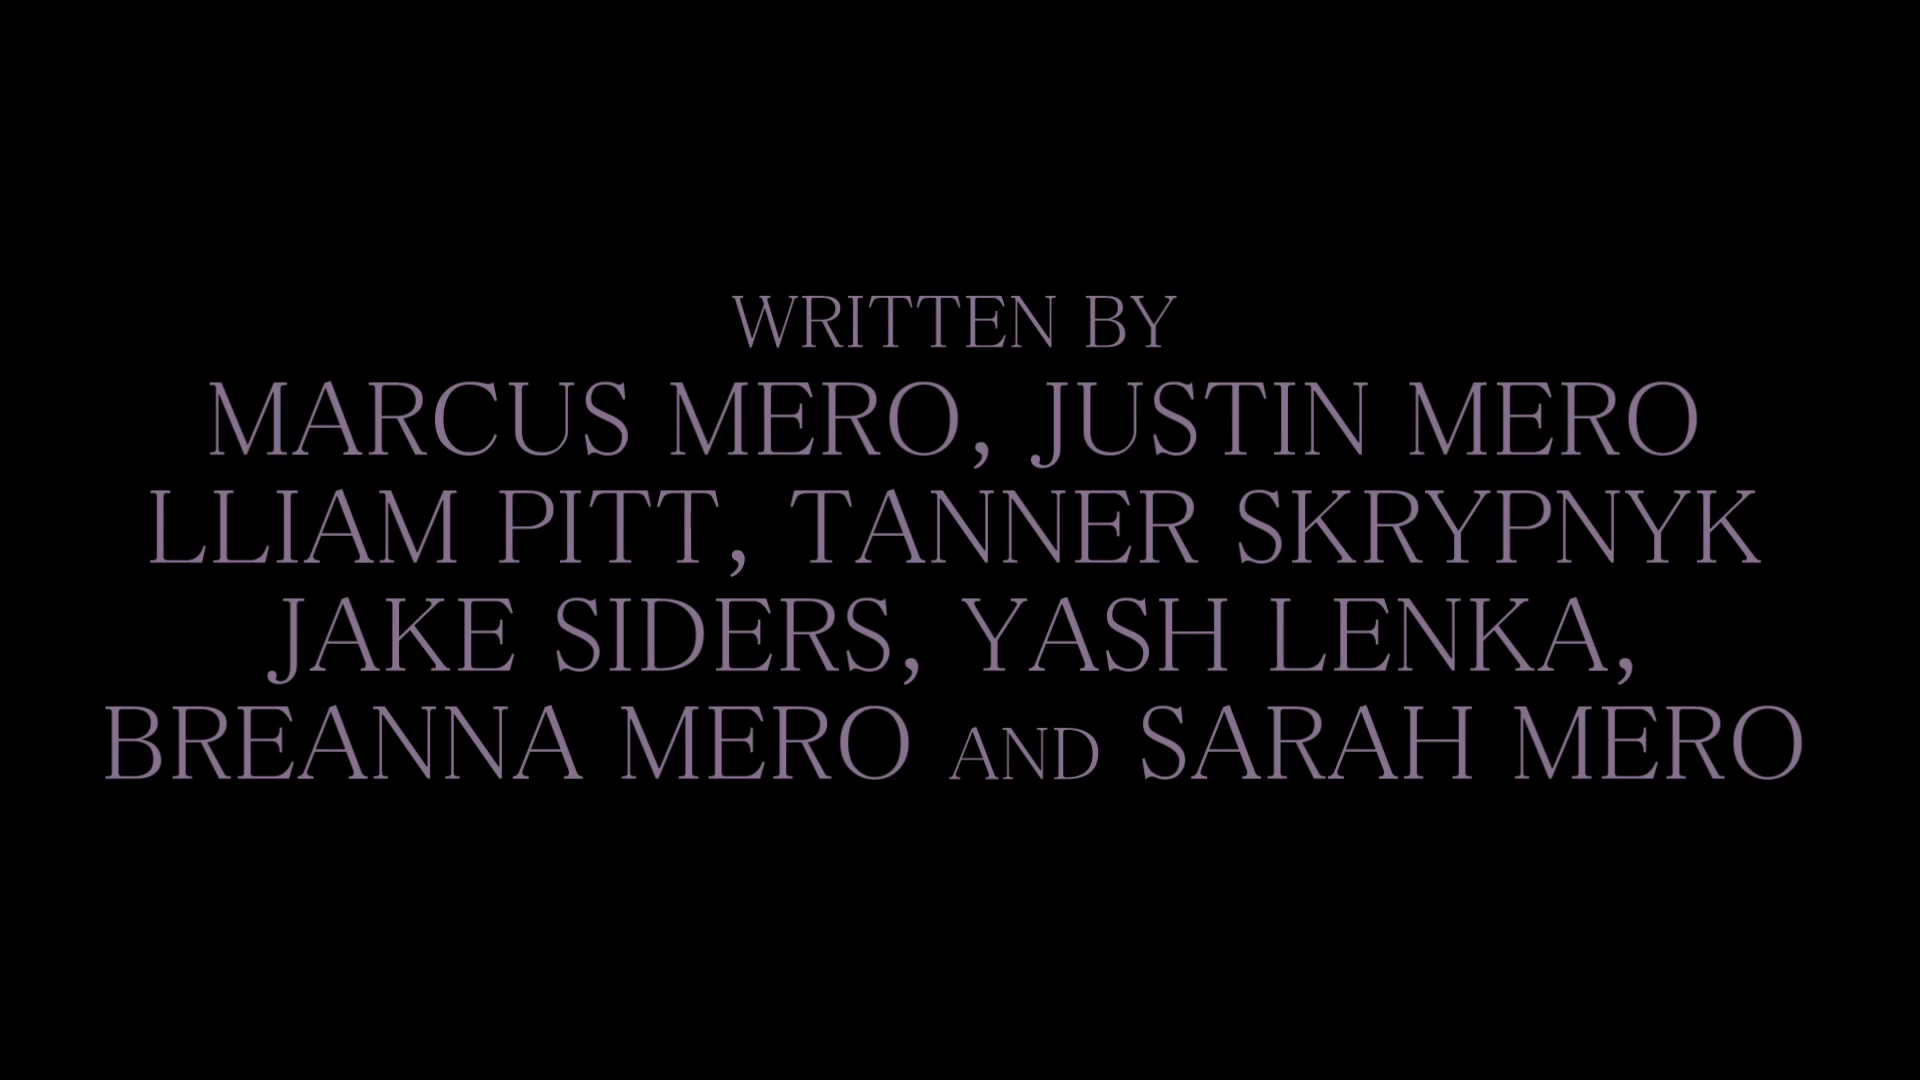 WRITTEN BY
MARCUS MERO, JUSTIN MERO
LLIAM PITT, TANNER SKRYPNYK
JAKE SIDERS, YASH LENKA,
BREANNA MERO AND SARAH MERO